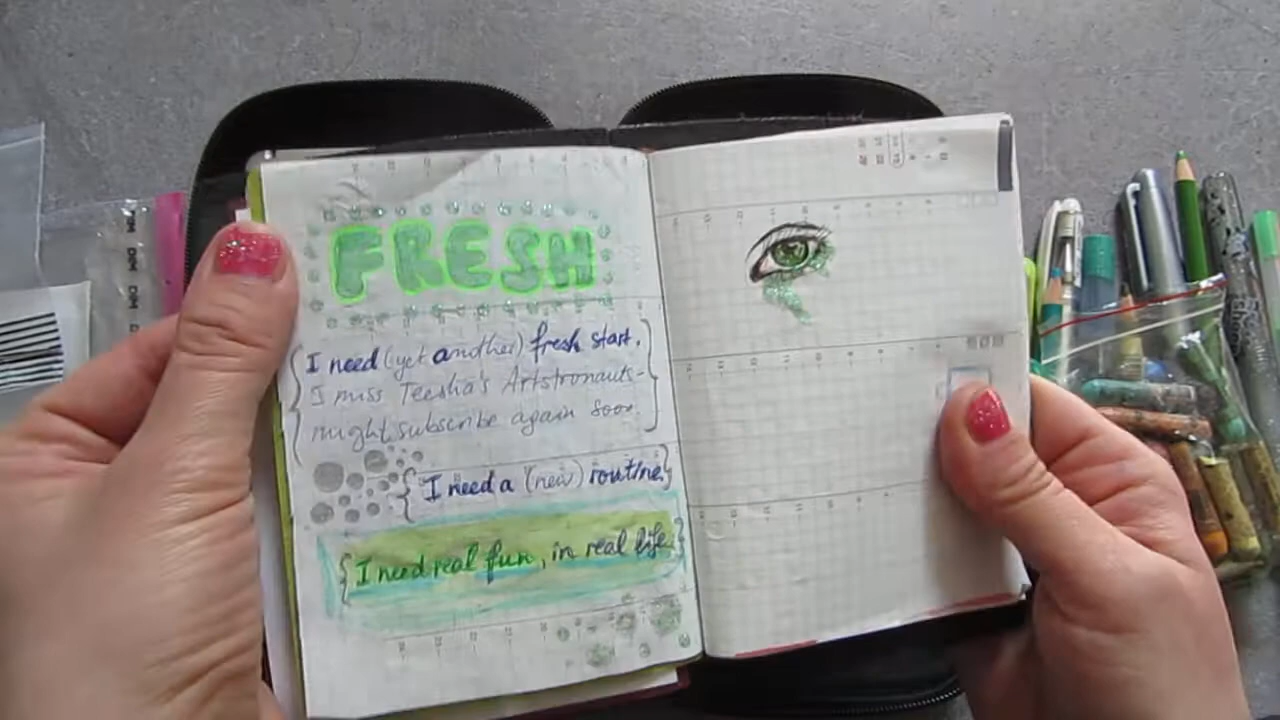 FRESH
I need (yet another) fresh start.
I miss Teesha's Artstronauts-
might subscribe again soon.
I need a (new) routine.
I need real fun, in real life.